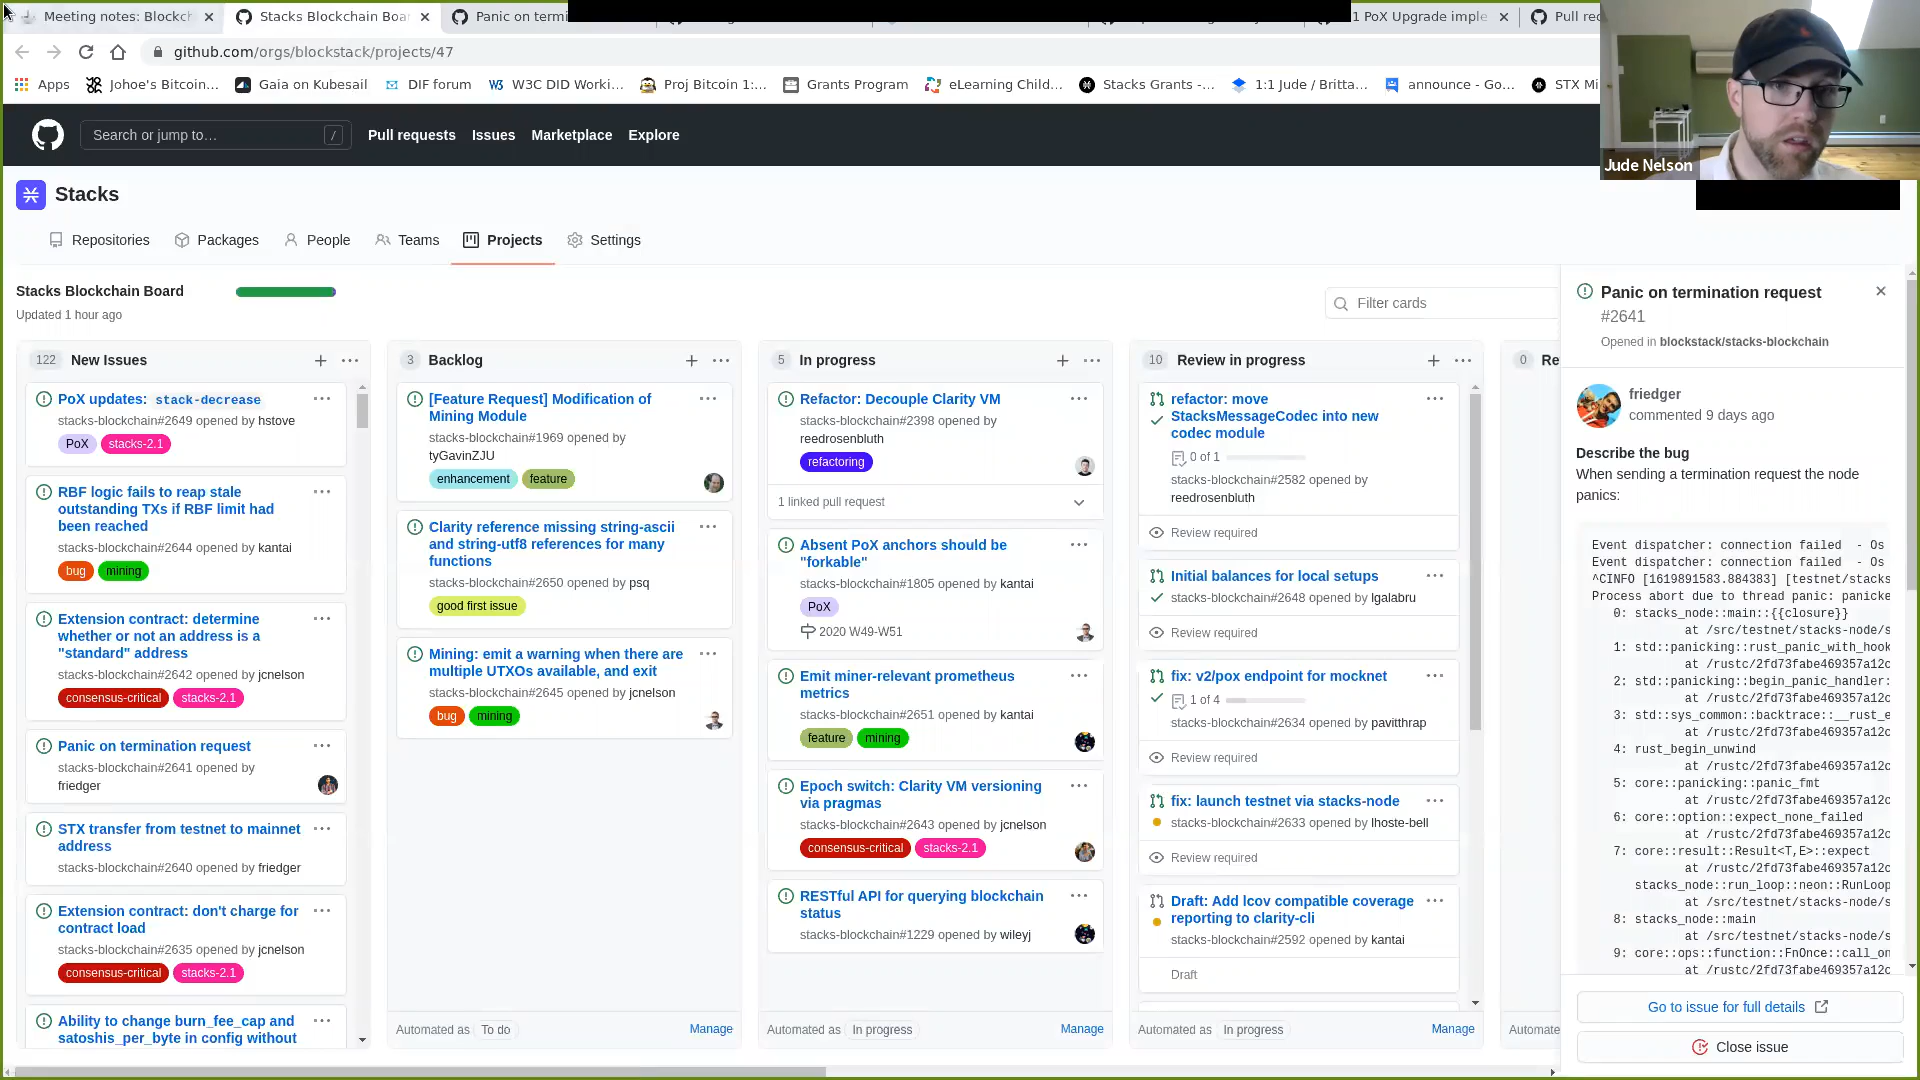 Meeting notes: Blockch
Stacks Blockchain Boar
Panic on termi
1 PoX Upgrade imple
Pull rec
github.com/orgs/blockstack/projects/47
Apps
Johoe's Bitcoin...
Gaia on Kubesail
DIF forum
W3C DID Worki...
Proj Bitcoin 1:...
Grants Program
eLearning Child...
Stacks Grants -...
1:1 Jude / Britta...
announce - Go...
STX Mi
Search or jump to...
/
Pull requests
Issues
Marketplace
Explore
Jude Nelson
Stacks
Repositories
Packages
People
Teams
Projects
Settings
Stacks Blockchain Board
Updated 1 hour ago
Filter cards
122 New Issues
PoX updates: stack-decrease
stacks-blockchain#2649 opened by hstove
PoX stacks-2.1
RBF logic fails to reap stale
outstanding TXs if RBF limit had
been reached
stacks-blockchain#2644 opened by kantai
bug mining
Extension contract: determine
whether or not an address is a
"standard" address
stacks-blockchain#2642 opened by jcnelson
consensus-critical stacks-2.1
Panic on termination request
stacks-blockchain#2641 opened by
friedger
STX transfer from testnet to mainnet
address
stacks-blockchain#2640 opened by friedger
Extension contract: don't charge for
contract load
stacks-blockchain#2635 opened by jcnelson
consensus-critical stacks-2.1
Ability to change burn_fee_cap and
satoshis_per_byte in config without
3 Backlog
[Feature Request] Modification of
Mining Module
stacks-blockchain#1969 opened by
tyGavinZJU
enhancement feature
Clarity reference missing string-ascii
and string-utf8 references for many
functions
stacks-blockchain#2650 opened by psq
good first issue
Mining: emit a warning when there are
multiple UTXOs available, and exit
stacks-blockchain#2645 opened by jcnelson
bug mining
Automated as To do Manage
5 In progress
Refactor: Decouple Clarity VM
stacks-blockchain#2398 opened by
reedrosenbluth
refactoring
1 linked pull request
Absent PoX anchors should be
"forkable"
stacks-blockchain#1805 opened by kantai
PoX
2020 W49-W51
Emit miner-relevant prometheus
metrics
stacks-blockchain#2651 opened by kantai
feature mining
Epoch switch: Clarity VM versioning
via pragmas
stacks-blockchain#2643 opened by jcnelson
consensus-critical stacks-2.1
RESTful API for querying blockchain
status
stacks-blockchain#1229 opened by wileyj
Automated as In progress Manage
10 Review in progress
refactor: move
StacksMessageCodec into new
codec module
0 of 1
stacks-blockchain#2582 opened by
reedrosenbluth
Review required
Initial balances for local setups
stacks-blockchain#2648 opened by lgalabru
Review required
fix: v2/pox endpoint for mocknet
1 of 4
stacks-blockchain#2634 opened by pavitthrap
Review required
fix: launch testnet via stacks-node
stacks-blockchain#2633 opened by lhoste-bell
Review required
Draft: Add lcov compatible coverage
reporting to clarity-cli
stacks-blockchain#2592 opened by kantai
Draft
Automated as In progress Manage
0 Re
Automate
Panic on termination request
#2641
Opened in blockstack/stacks-blockchain
friedger
commented 9 days ago
Describe the bug
When sending a termination request the node
panics:
Event dispatcher: connection failed - Os
Event dispatcher: connection failed - Os
^CINFO [1619891583.884383] [testnet/stacks
Process abort due to thread panic: panicke
0: stacks_node::main::{{closure}}
at /src/testnet/stacks-node/s
1: std::panicking::rust_panic_with_hook
at /rustc/2fd73fabe469357a12c
2: std::panicking::begin_panic_handler:
at /rustc/2fd73fabe469357a12c
3: std::sys_common::backtrace::__rust_e
at /rustc/2fd73fabe469357a12c
4: rust_begin_unwind
at /rustc/2fd73fabe469357a12c
5: core::panicking::panic_fmt
at /rustc/2fd73fabe469357a12c
6: core::option::expect_none_failed
at /rustc/2fd73fabe469357a12c
7: core::result::Result<T,E>::expect
at /rustc/2fd73fabe469357a12c
stacks_node::run_loop::neon::RunLoop
at /src/testnet/stacks-node/s
8: stacks_node::main
at /src/testnet/stacks-node/s
9: core::ops::function::FnOnce::call_on
at /rustc/2fd73fabe469357a12c
Go to issue for full details
Close issue